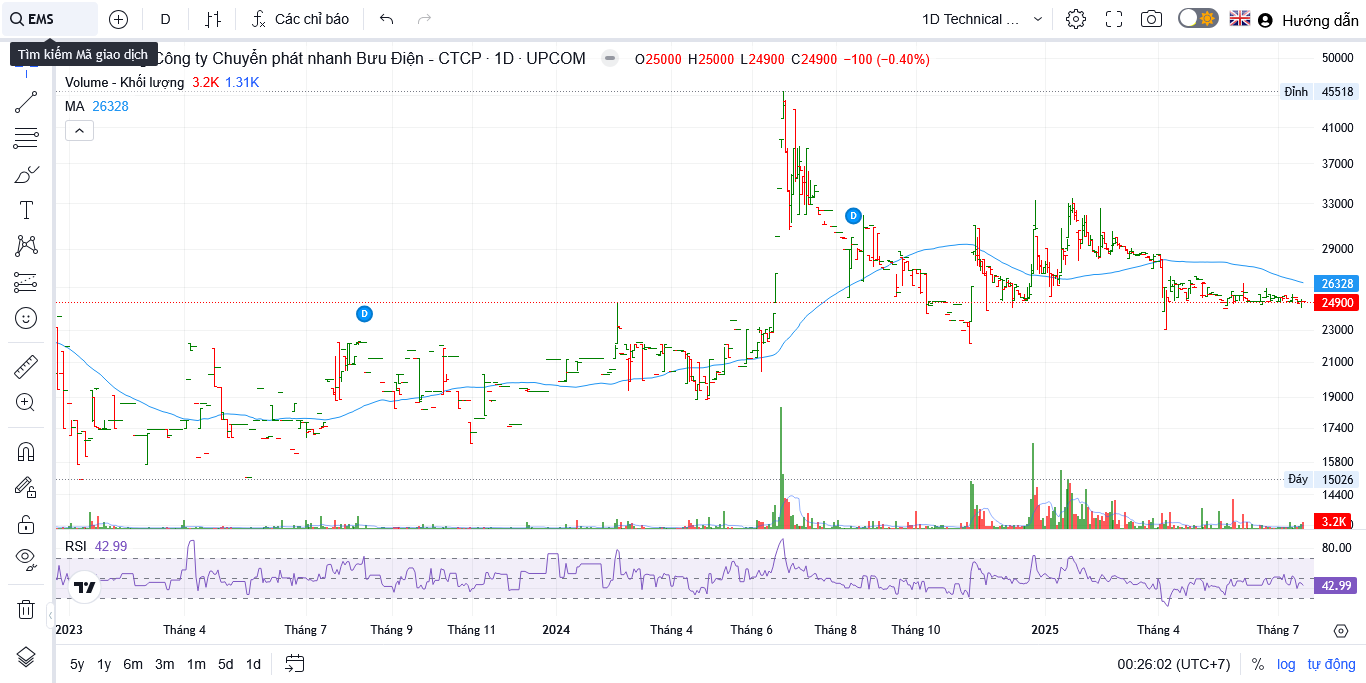 EMS D Các chỉ báo 1D Technical ... Hướng dẫn
Tìm kiếm Mã giao dịch
Công ty Chuyển phát nhanh Bưu Điện - CTCP · 1D · UPCOM O25000 H25000 L24900 C24900 −100 (−0.40%)
Volume - Khối lượng 3.2K 1.31K
MA 26328
50000
Đỉnh 45518
41000
37000
33000
29000
26328
24900
23000
21000
19000
17400
15800
Đáy 15026
14400
3.2K
D
D
RSI 42.99
80.00
42.99
2023 Tháng 4 Tháng 7 Tháng 9 Tháng 11 2024 Tháng 4 Tháng 6 Tháng 8 Tháng 10 2025 Tháng 4 Tháng 7
5y 1y 6m 3m 1m 5d 1d 00:26:02 (UTC+7) % log tự động